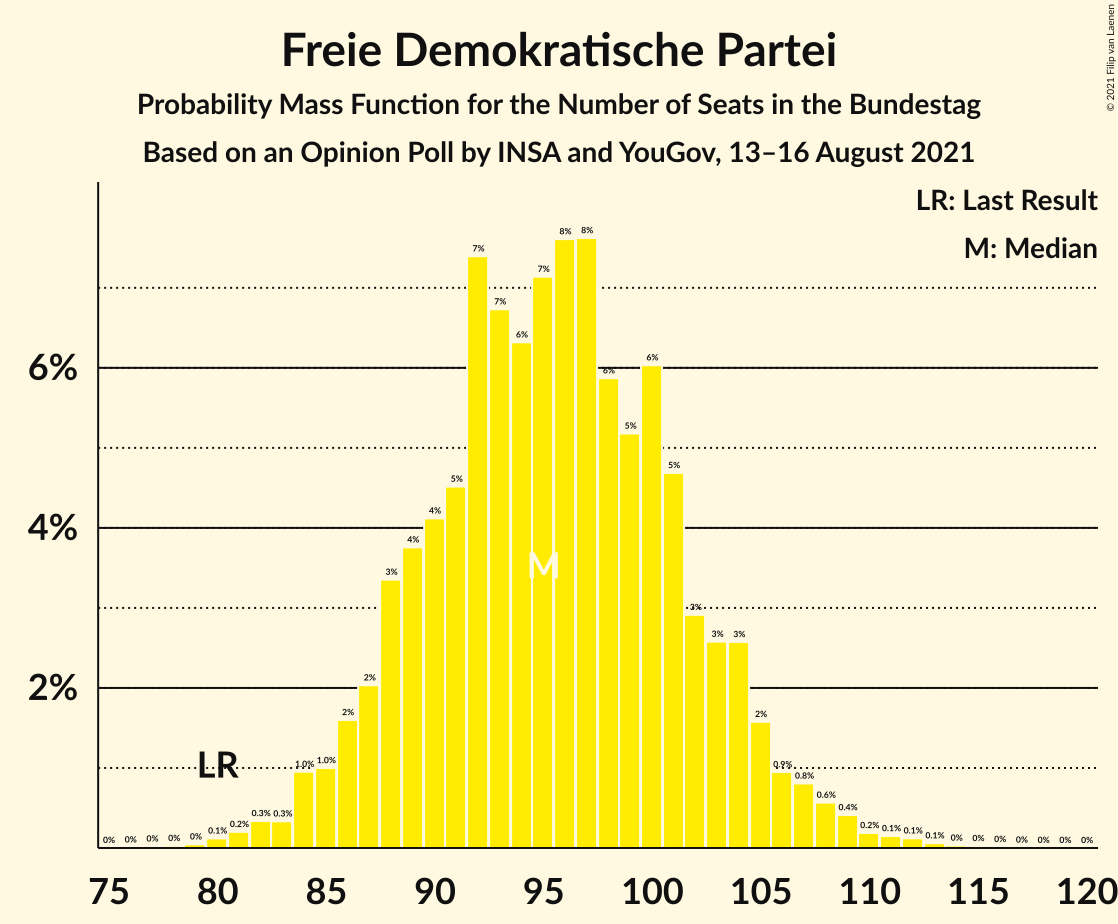 Freie Demokratische Partei
Probability Mass Function for the Number of Seats in the Bundestag
Based on an Opinion Poll by INSA and YouGov, 13–16 August 2021
© 2021 Filip van Laenen
LR: Last Result
M: Median
6%
4%
2%
0% 0% 0% 0% 0% 0.1% 0.2% 0.3% 0.3% 1.0% 1.0% 2% 2% 3% 4% 4% 5% 7% 7% 6% 7% 8% 8% 6% 5% 6% 5% 3% 3% 3% 2% 0.9% 0.8% 0.6% 0.4% 0.2% 0.1% 0.1% 0.1% 0% 0% 0% 0% 0% 0% 0%
M
LR
75 80 85 90 95 100 105 110 115 120